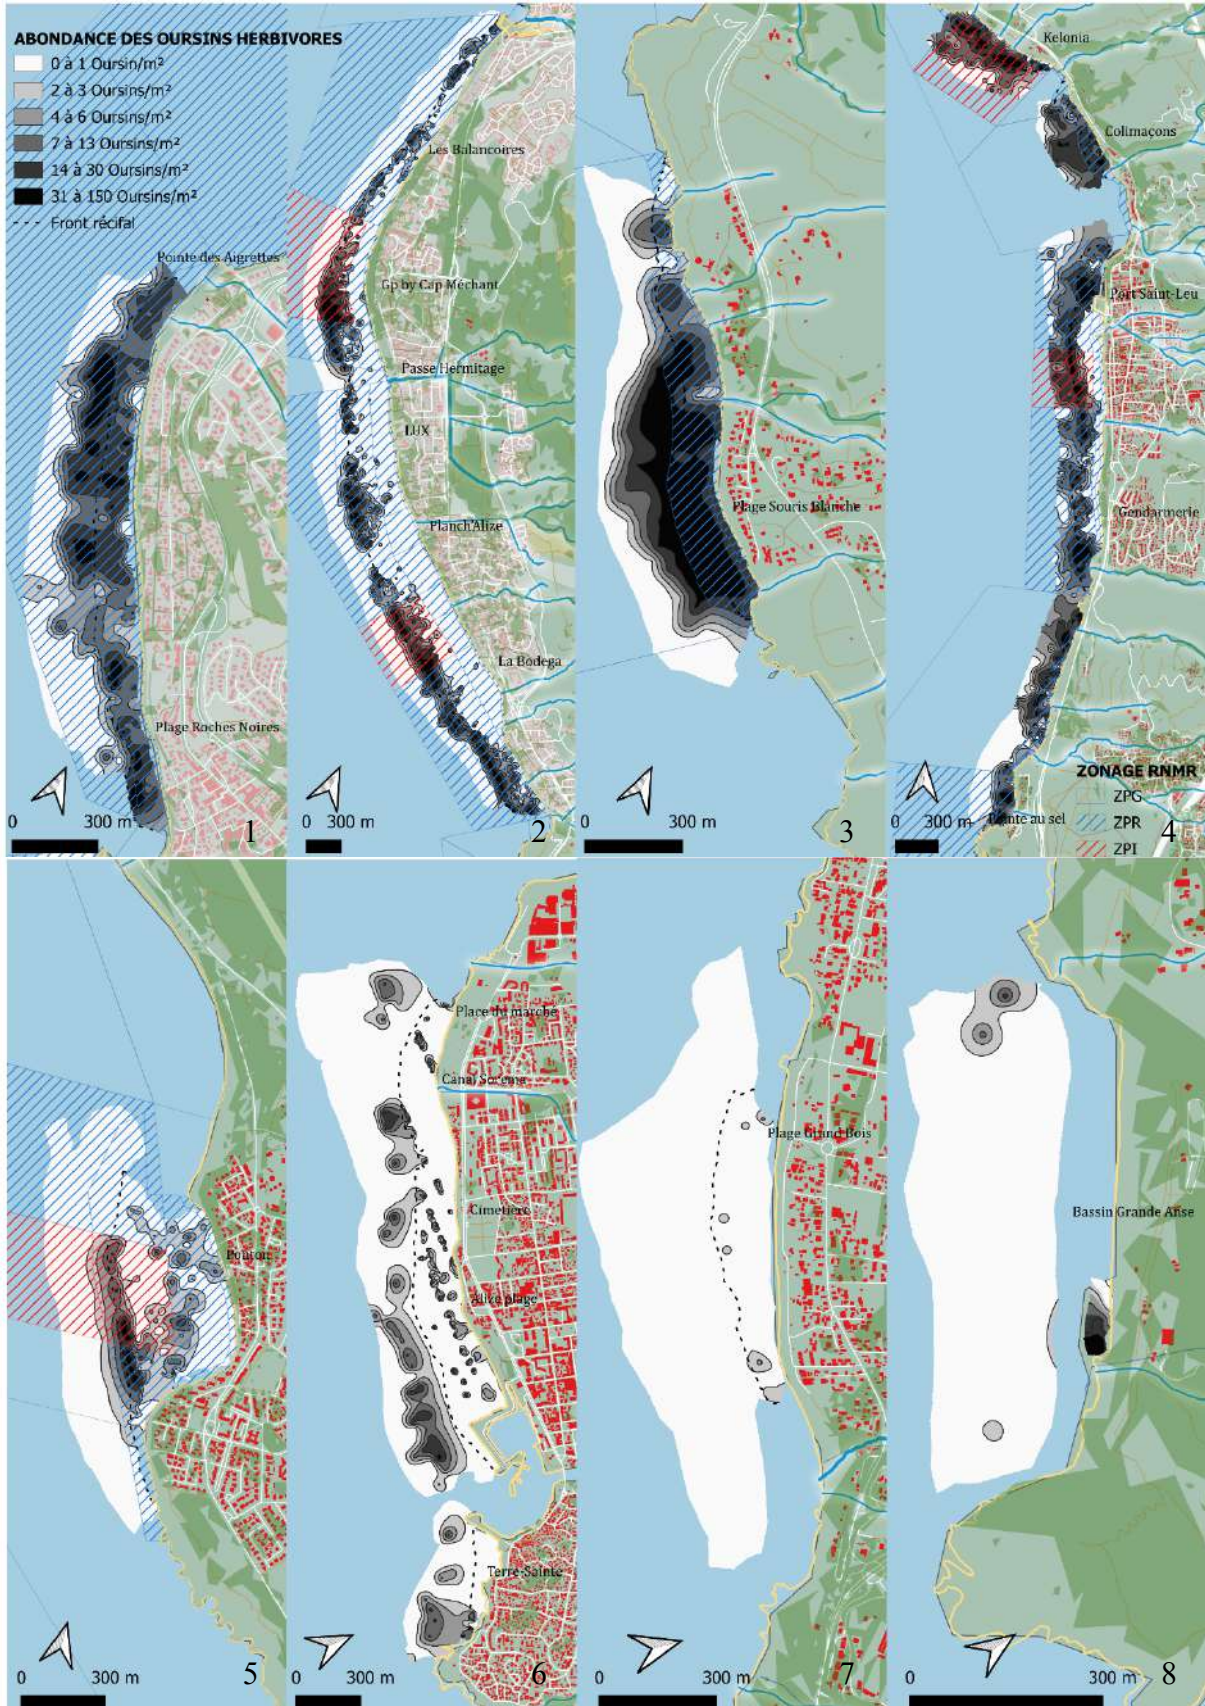 ABONDANCE DES OURSINS HERBIVORES
0 à 1 Oursin/m²
2 à 3 Oursins/m²
4 à 6 Oursins/m²
7 à 13 Oursins/m²
14 à 30 Oursins/m²
31 à 150 Oursins/m²
Front récifal
Pointe des Aigrettes
Plage Roches Noires
0 300 m
1
Les Balancoires
Gp by Cap Méchant
Passe Hermitage
LUX
Planch'Alizé
La Bodega
0 300 m
2
Plage Souris Blanche
0 300 m
3
Kelonia
Colimaçons
Port Saint-Leu
Gendarmerie
ZONAGE RNMR
ZPG
ZPR
ZPI
Pointe au sel
0 300 m
4
0 300 m
5
Place du marché
Canal Sorema
Cimetière
Alizé plage
Terre-Sainte
0 300 m
6
Plage Grand Bois
0 300 m
7
Bassin Grande Anse
0 300 m
8